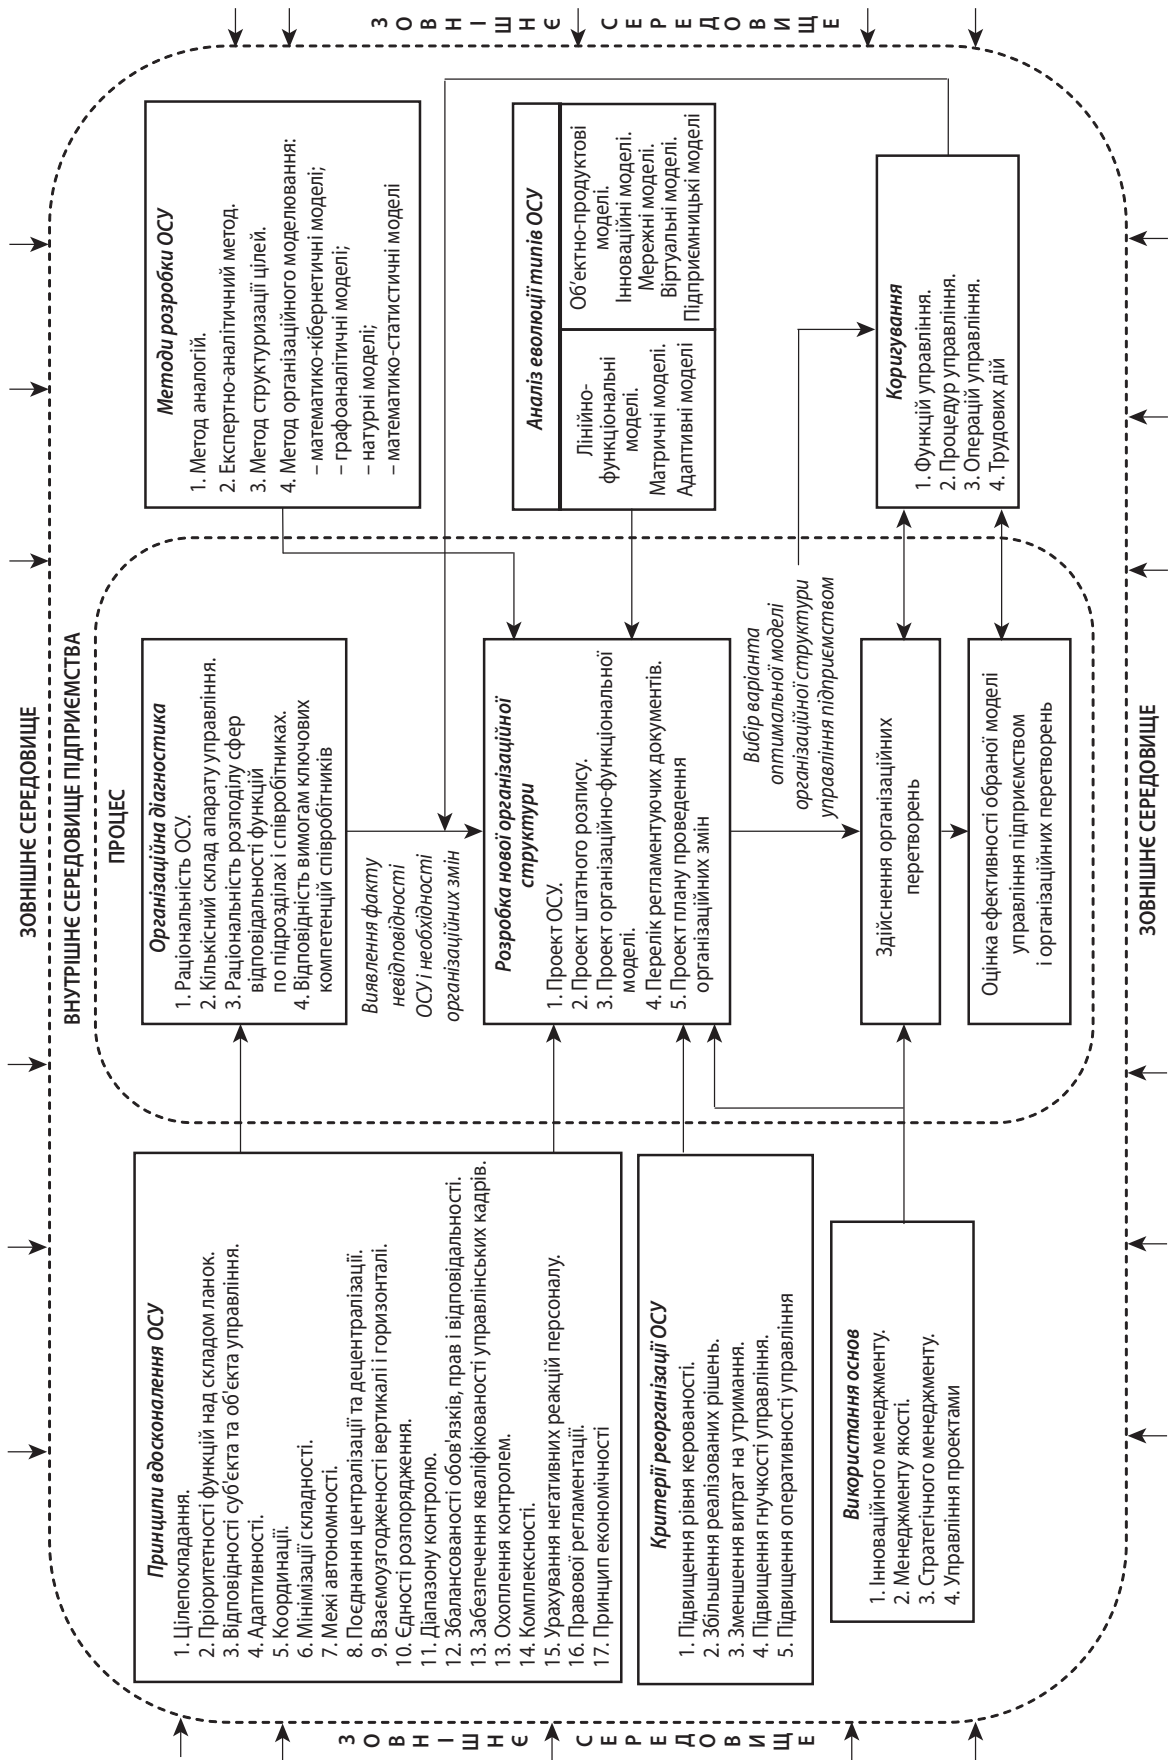 ЗОВНІШНЄ СЕРЕДОВИЩЕ
ВНУТРІШНЄ СЕРЕДОВИЩЕ ПІДПРИЄМСТВА
ПРОЦЕС
ЗОВНІШНЄ СЕРЕДОВИЩЕ
Принципи вдосконалення ОСУ
1. Цілепокладання.
2. Пріоритетності функцій над складом ланок.
3. Відповідності суб'єкта та об'єкта управління.
4. Адаптивності.
5. Координації.
6. Мінімізації складності.
7. Межі автономності.
8. Поєднання централізації та децентралізації.
9. Взаємоузгодженості вертикалі і горизонталі.
10. Єдності розпорядження.
11. Діапазону контролю.
12. Збалансованості обов'язків, прав і відповідальності.
13. Забезпечення кваліфікованості управлінських кадрів.
13. Охоплення контролем.
14. Комплексності.
15. Урахування негативних реакцій персоналу.
16. Правової регламентації.
17. Принцип економічності
Критерії реорганізації ОСУ
1. Підвищення рівня керованості.
2. Збільшення реалізованих рішень.
3. Зменшення витрат на утримання.
4. Підвищення гнучкості управління.
5. Підвищення оперативності управління
Використання основ
1. Інноваційного менеджменту.
2. Менеджменту якості.
3. Стратегічного менеджменту.
4. Управління проектами
Організаційна діагностика
1. Раціональність ОСУ.
2. Кількісний склад апарату управління.
3. Раціональність розподілу сфер
відповідальності функцій
по підрозділах і співробітниках.
4. Відповідність вимогам ключових
компетенцій співробітників
Виявлення факту
невідповідності
ОСУ і необхідності
організаційних змін
Розробка нової організаційної
структури
1. Проект ОСУ.
2. Проект штатного розпису.
3. Проект організаційно-функціональної
моделі.
4. Перелік регламентуючих документів.
5. Проект плану проведення
організаційних змін
Вибір варіанта
оптимальної моделі
організаційної структури
управління підприємством
Здійснення організаційних
перетворень
Оцінка ефективності обраної моделі
управління підприємством
і організаційних перетворень
Методи розробки ОСУ
1. Метод аналогій.
2. Експертно-аналітичний метод.
3. Метод структуризації цілей.
4. Метод організаційного моделювання:
– математико-кібернетичні моделі;
– графоаналітичні моделі;
– натурні моделі;
– математико-статистичні моделі
Аналіз еволюції типів ОСУ
Лінійно-
функціональні
моделі.
Матричні моделі.
Адаптивні моделі
Об'ектно-продуктові
моделі.
Інноваційні моделі.
Мережні моделі.
Віртуальні моделі.
Підприємницькі моделі
Коригування
1. Функцій управління.
2. Процедур управління.
3. Операцій управління.
4. Трудових дій
ЗОВНІШНЄ СЕРЕДОВИЩЕ
ЗОВНІШНЄ СЕРЕДОВИЩЕ